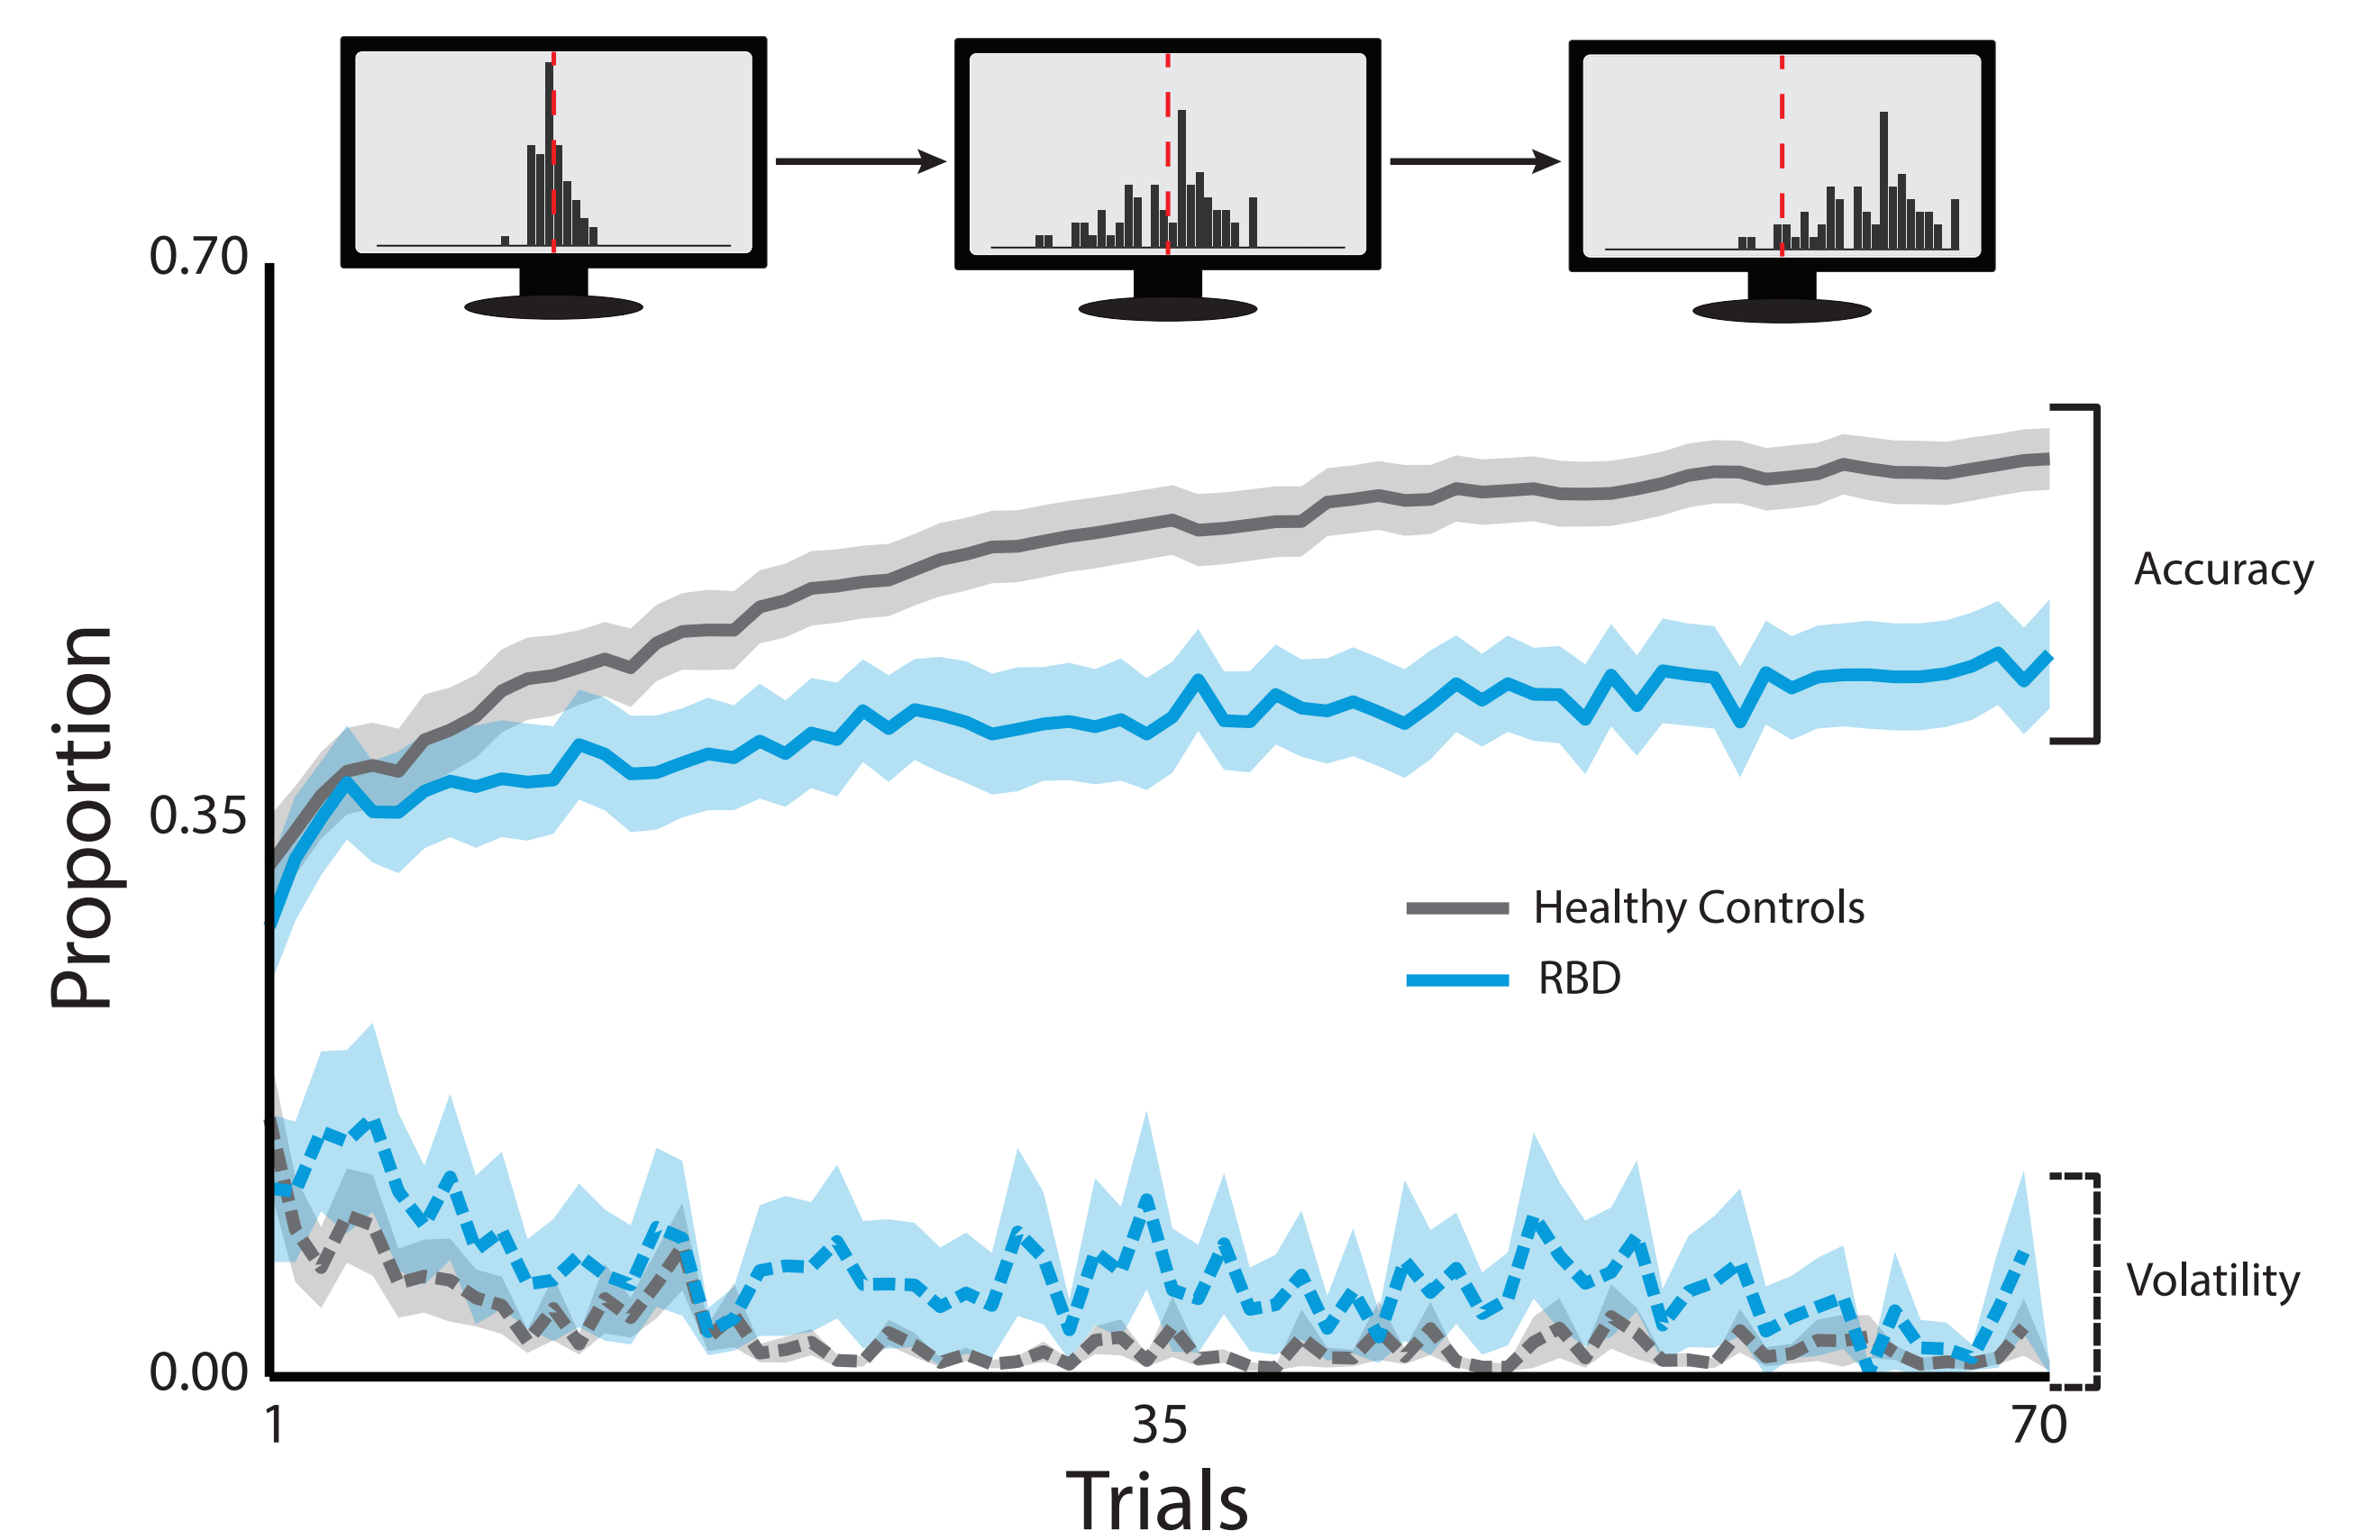 0.70
Proportion
Accuracy
0.35
Healthy Controls
RBD
Volatility
0.00
1
35
70
Trials